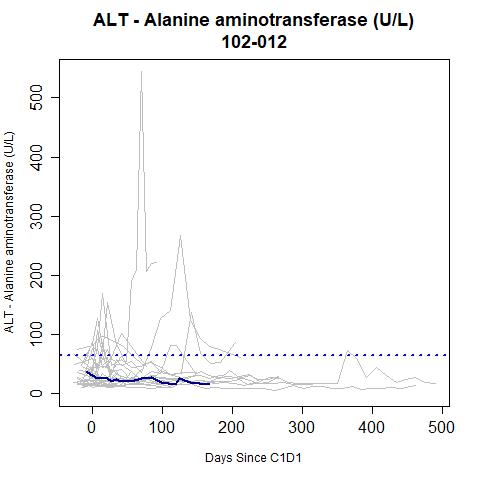 ALT - Alanine aminotransferase (U/L)
102-012
ALT - Alanine aminotransferase (U/L)
500
400
300
200
100
0
0 100 200 300 400 500
Days Since C1D1